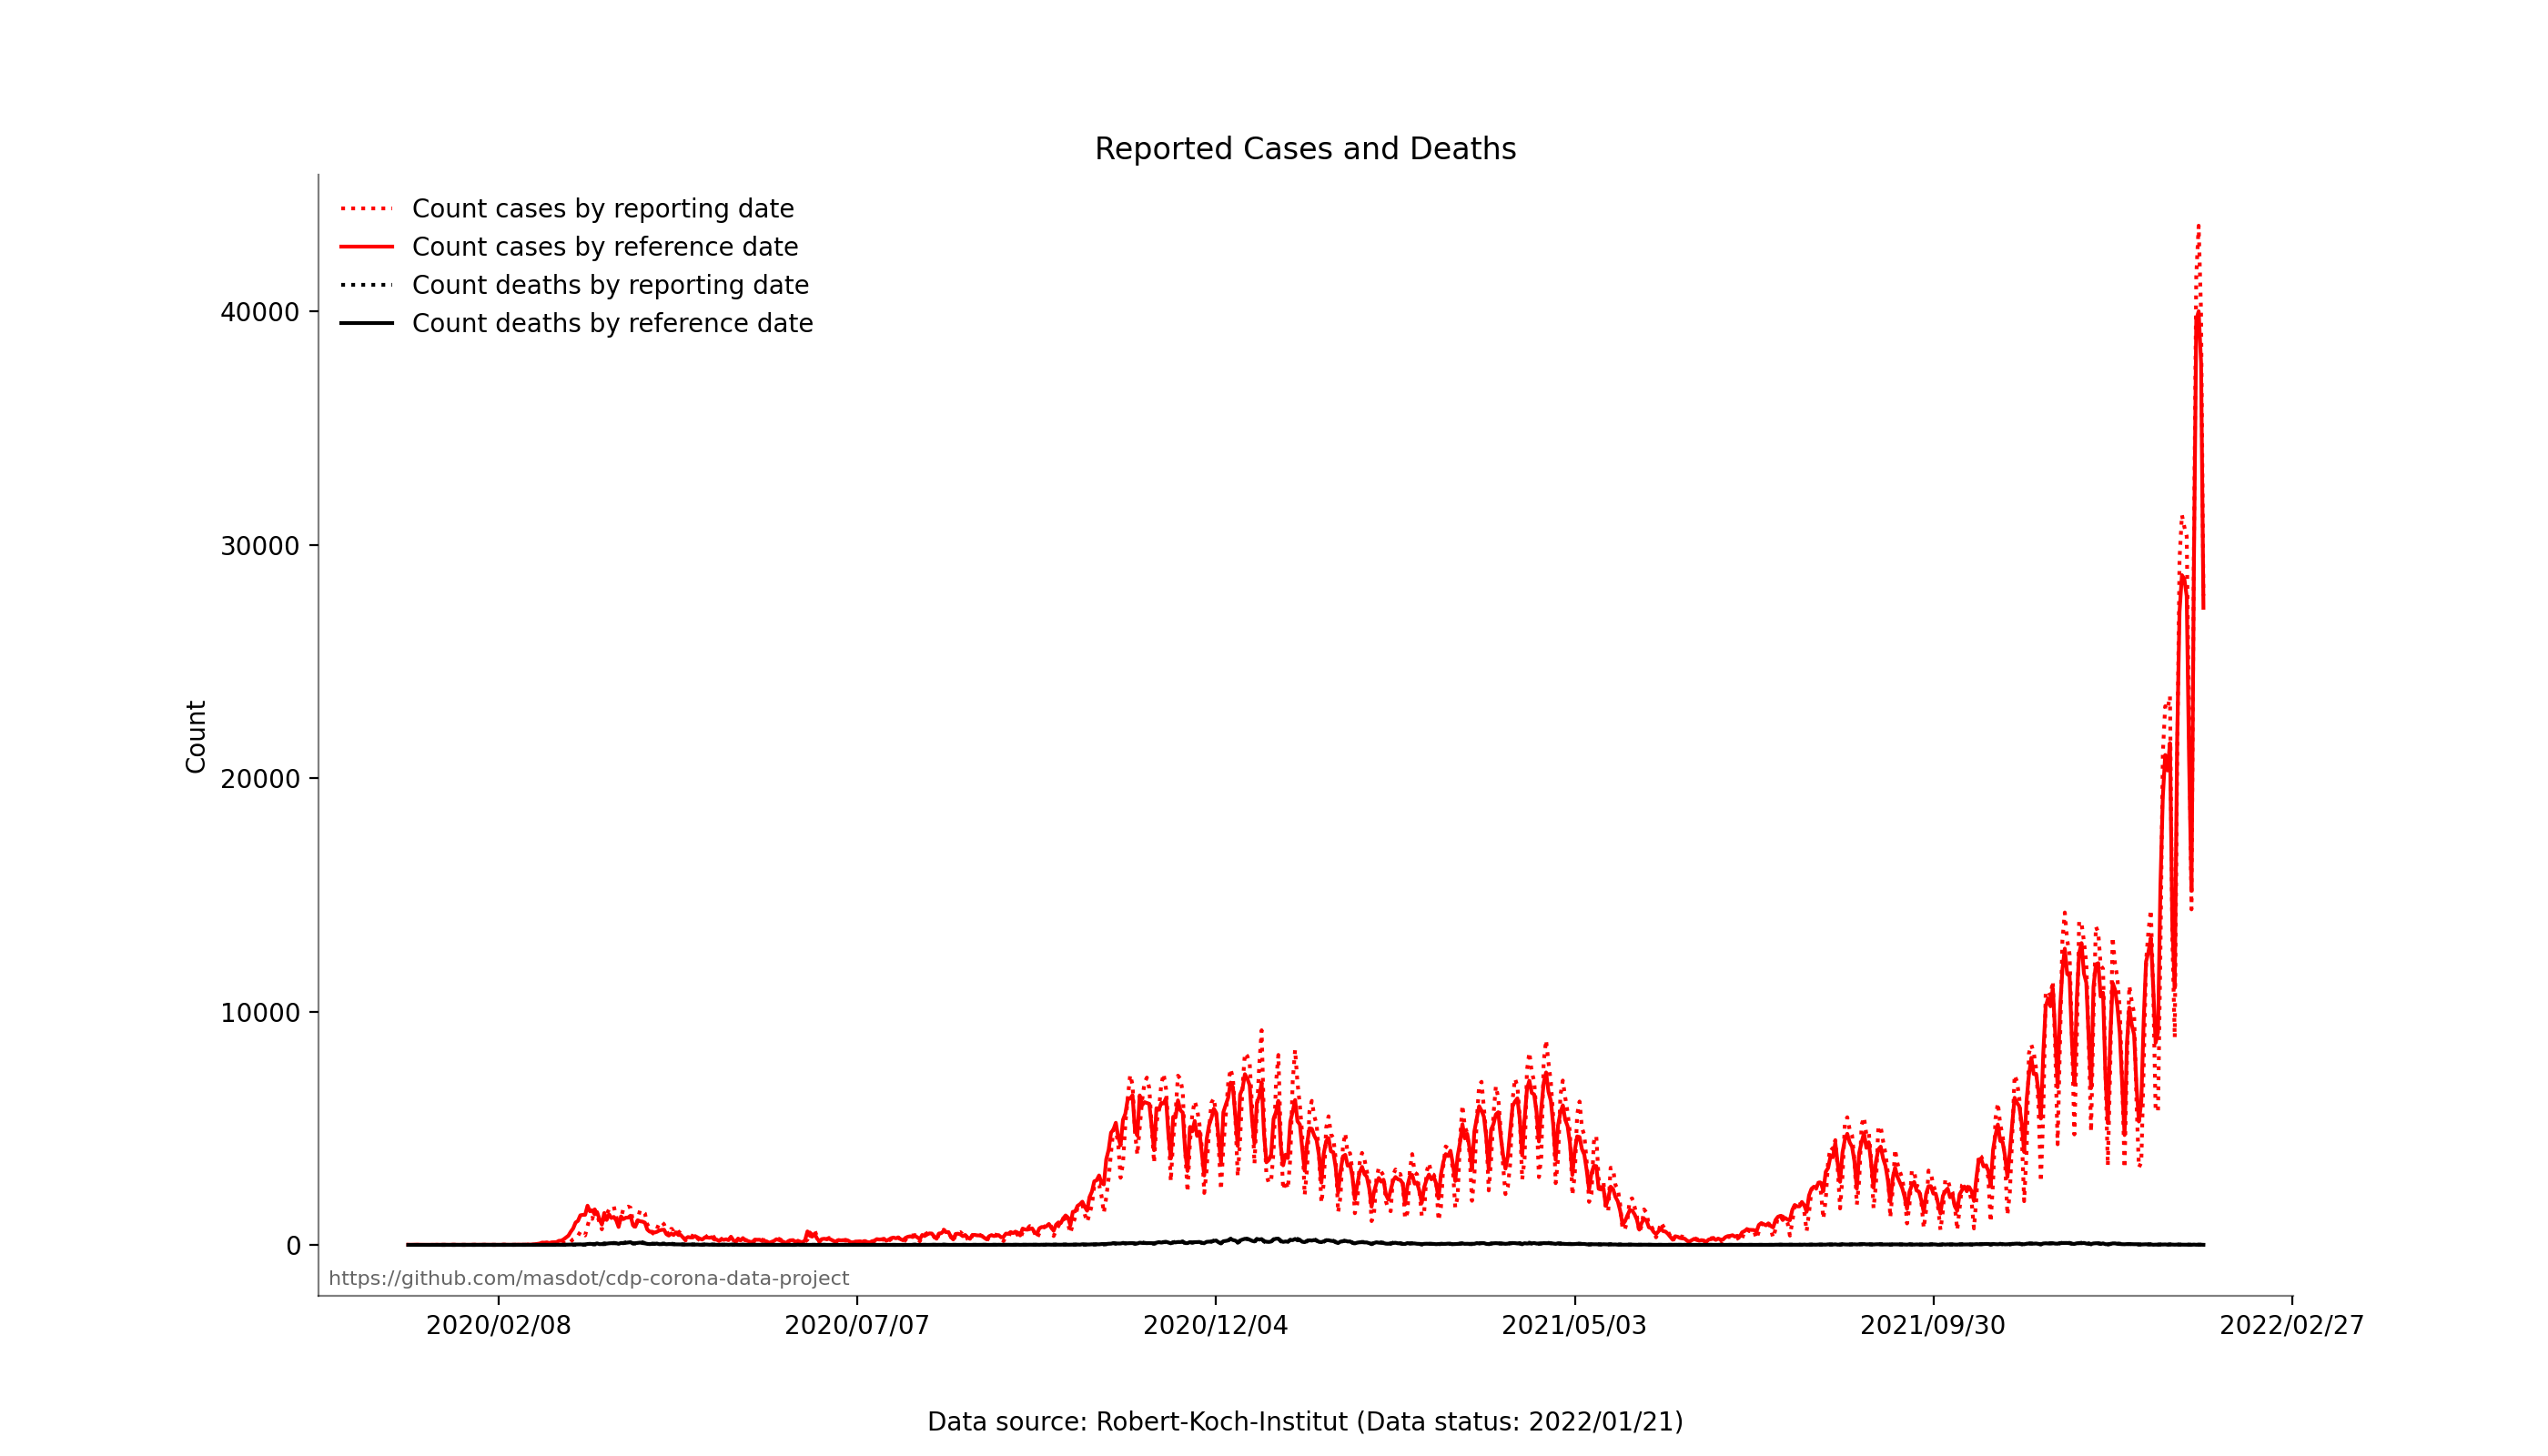 Reported Cases and Deaths
Count cases by reporting date
Count cases by reference date
Count deaths by reporting date
Count deaths by reference date
Count
40000
30000
20000
10000
0
https://github.com/masdot/cdp-corona-data-project
2020/02/08 2020/07/07 2020/12/04 2021/05/03 2021/09/30 2022/02/27
Data source: Robert-Koch-Institut (Data status: 2022/01/21)